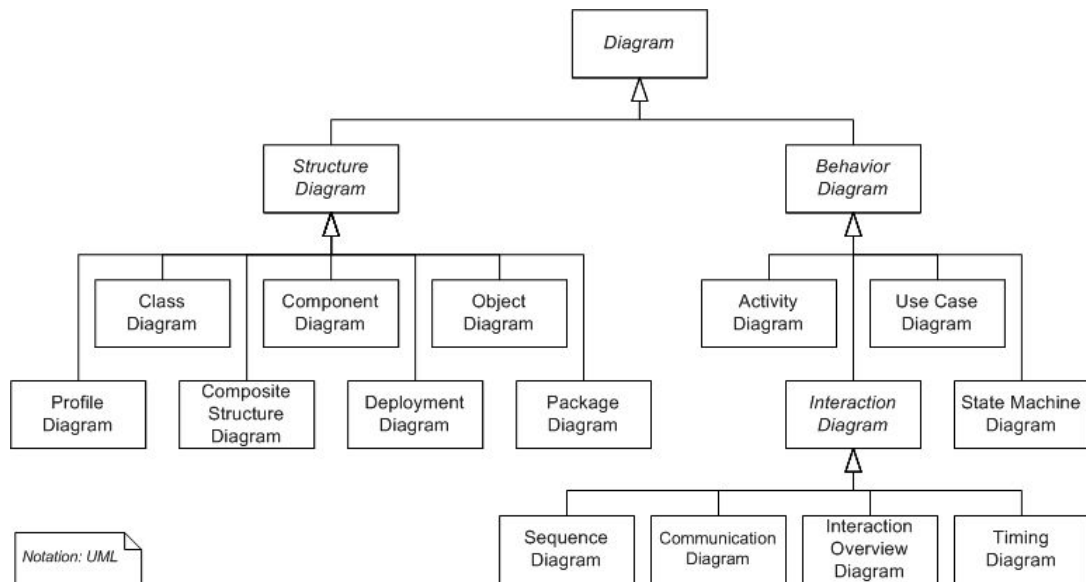 Diagram
Structure
Diagram
Behavior
Diagram
Class
Diagram
Component
Diagram
Object
Diagram
Activity
Diagram
Use Case
Diagram
Profile
Diagram
Composite
Structure
Diagram
Deployment
Diagram
Package
Diagram
Interaction
Diagram
State Machine
Diagram
Sequence
Diagram
Communication
Diagram
Interaction
Overview
Diagram
Timing
Diagram
Notation: UML